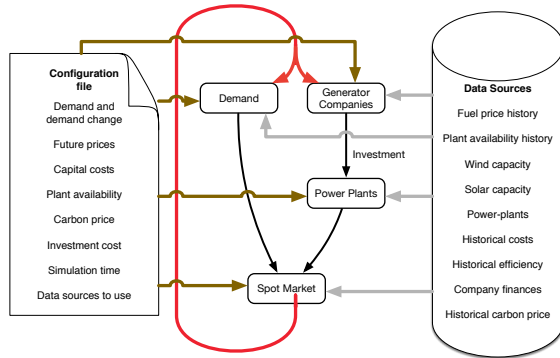 Configuration
file
Demand and
demand change
Future prices
Capital costs
Plant availability
Carbon price
Investment cost
Simulation time
Data sources to use
Demand
Generator
Companies
Investment
Power Plants
Spot Market
Data Sources
Fuel price history
Plant availability history
Wind capacity
Solar capacity
Power-plants
Historical costs
Historical efficiency
Company finances
Historical carbon price